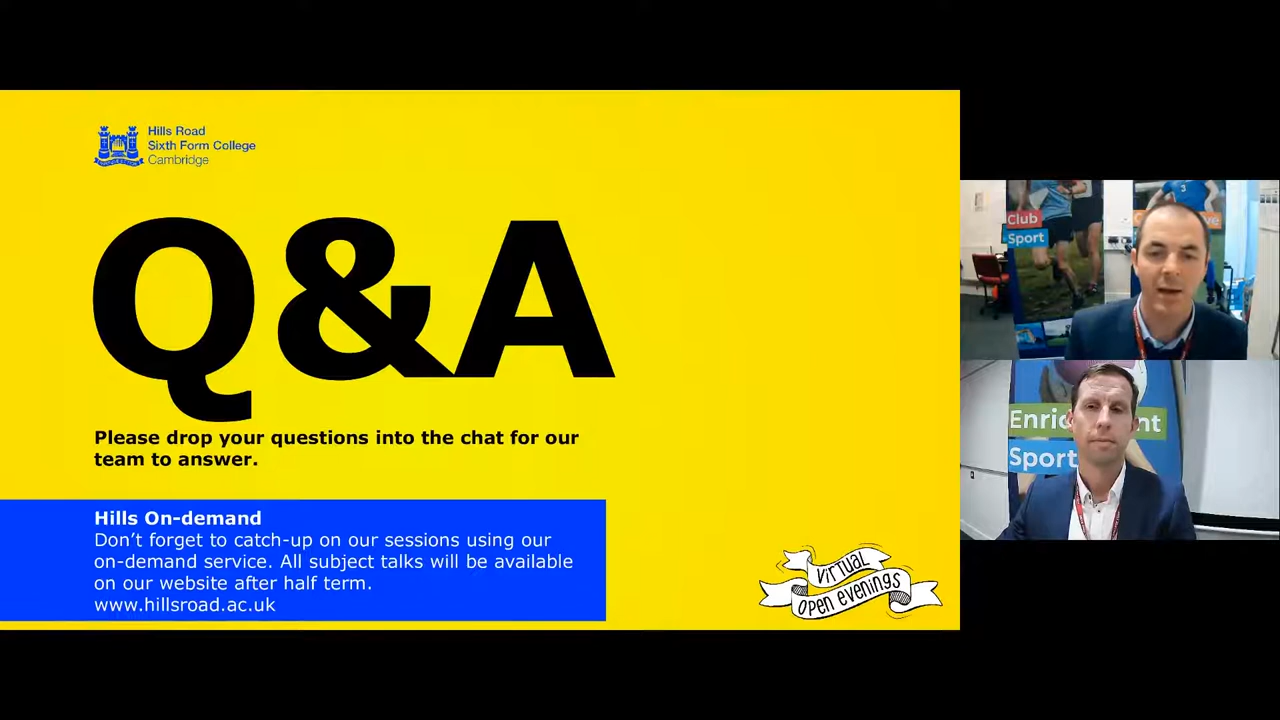 Hills Road
Sixth Form College
Cambridge
Q&A
Please drop your questions into the chat for our
team to answer.
Hills On-demand
Don’t forget to catch-up on our sessions using our
on-demand service. All subject talks will be available
on our website after half term.
www.hillsroad.ac.uk
virtual
open evenings
Club
Sport
3
Sport